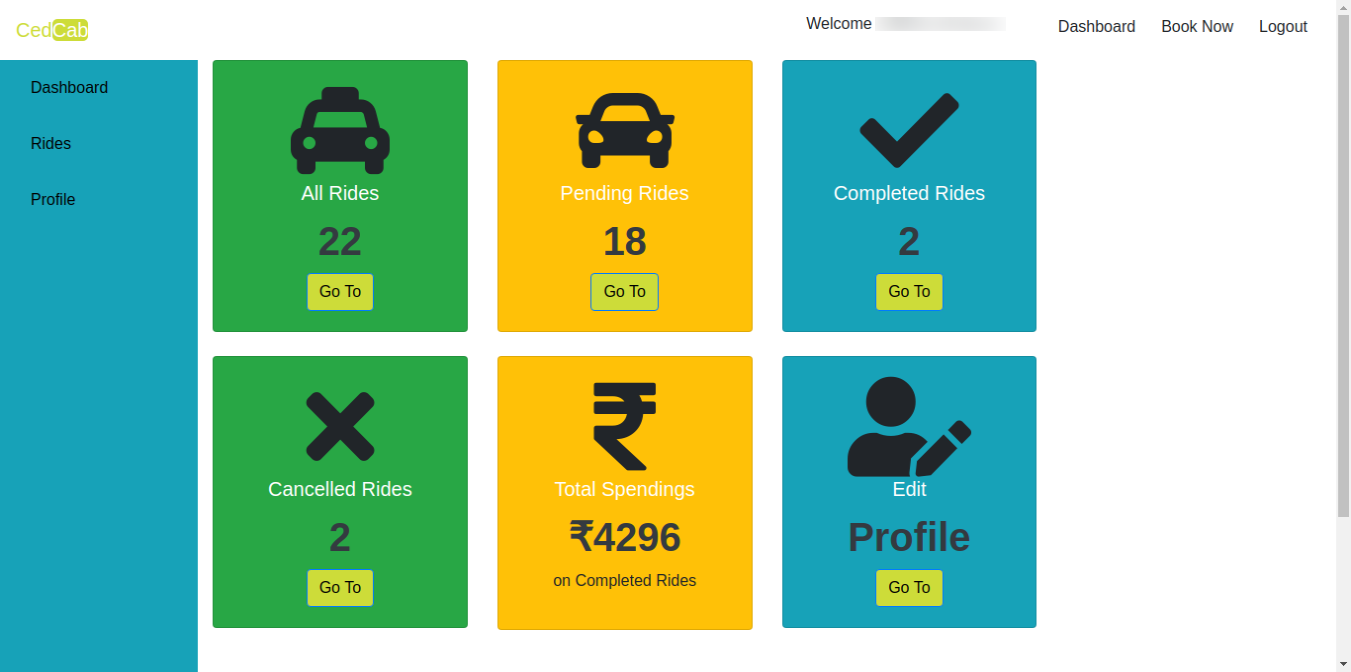 CedCab
Welcome
Dashboard
Book Now
Logout
Dashboard
Rides
Profile
All Rides
22
Go To
Pending Rides
18
Go To
Completed Rides
2
Go To
Cancelled Rides
2
Go To
Total Spendings
₹4296
on Completed Rides
Edit
Profile
Go To